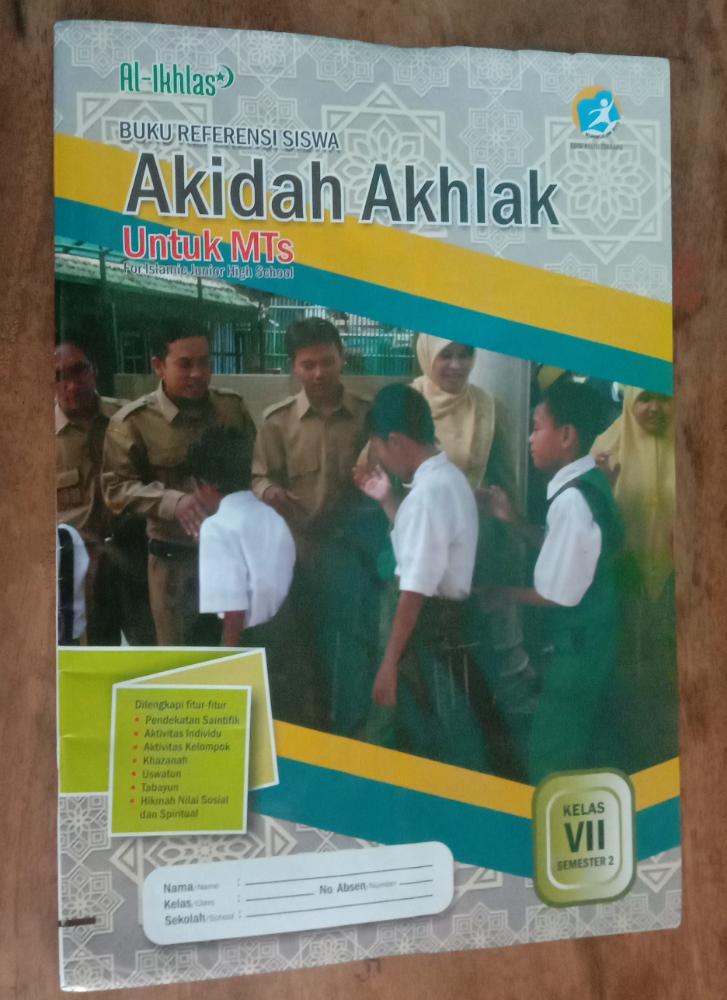 Al-Ikhlas
BUKU REFERENSI SISWA
Akidah Akhlak
Untuk MTs
For Islamic Junior High School
Dilengkapi fitur-fitur
• Pendekatan Saintifik
• Aktivitas Individu
• Aktivitas Kelompok
• Khazanah
• Uswatun
• Tabayun
• Hikmah Nilai Sosial
dan Spiritual
KELAS
VII
SEMESTER 2
Nama/Name : No Absen/Number
Kelas/Class :
Sekolah/School :